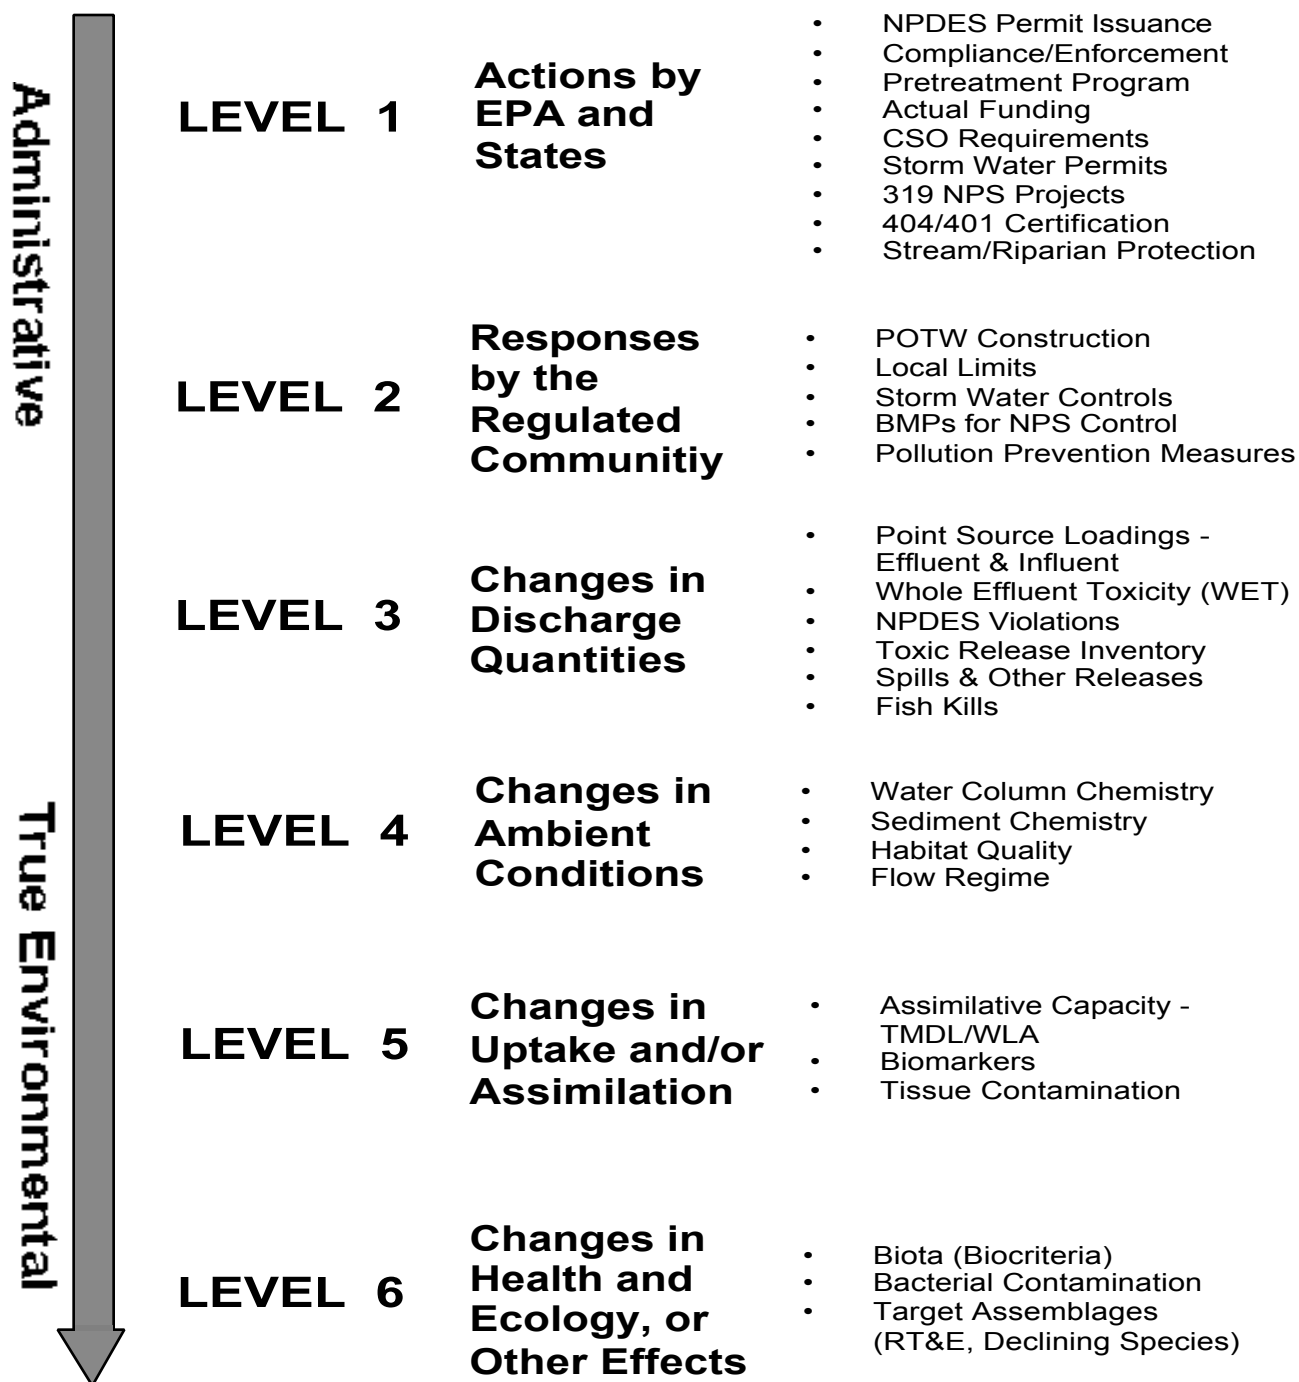 Administrative
True Environmental
LEVEL 1
Actions by
EPA and
States
• NPDES Permit Issuance
• Compliance/Enforcement
• Pretreatment Program
• Actual Funding
• CSO Requirements
• Storm Water Permits
• 319 NPS Projects
• 404/401 Certification
• Stream/Riparian Protection
LEVEL 2
Responses
by the
Regulated
Communitiy
• POTW Construction
• Local Limits
• Storm Water Controls
• BMPs for NPS Control
• Pollution Prevention Measures
LEVEL 3
Changes in
Discharge
Quantities
• Point Source Loadings -
Effluent & Influent
• Whole Effluent Toxicity (WET)
• NPDES Violations
• Toxic Release Inventory
• Spills & Other Releases
• Fish Kills
LEVEL 4
Changes in
Ambient
Conditions
• Water Column Chemistry
• Sediment Chemistry
• Habitat Quality
• Flow Regime
LEVEL 5
Changes in
Uptake and/or
Assimilation
• Assimilative Capacity -
TMDL/WLA
• Biomarkers
• Tissue Contamination
LEVEL 6
Changes in
Health and
Ecology, or
Other Effects
• Biota (Biocriteria)
• Bacterial Contamination
• Target Assemblages
(RT&E, Declining Species)